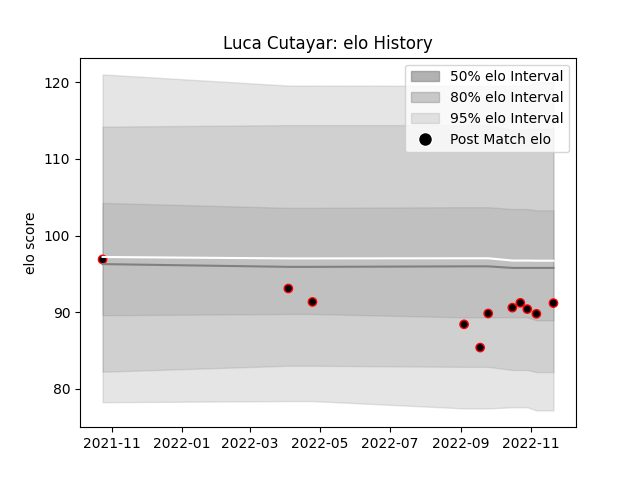 Luca Cutayar: elo History
50% elo Interval
80% elo Interval
95% elo Interval
Post Match elo
elo score
120
110
100
90
80
2021-11
2022-01
2022-03
2022-05
2022-07
2022-09
2022-11